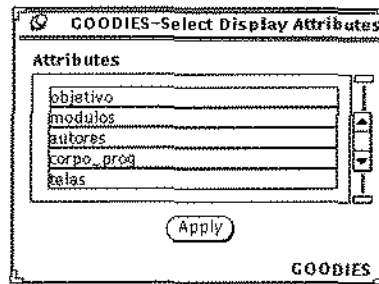 GOODIES-Select Display Attributes
Attributes
objetivo
modulos
autores
corpo_prog
telas
Apply
GOODIES